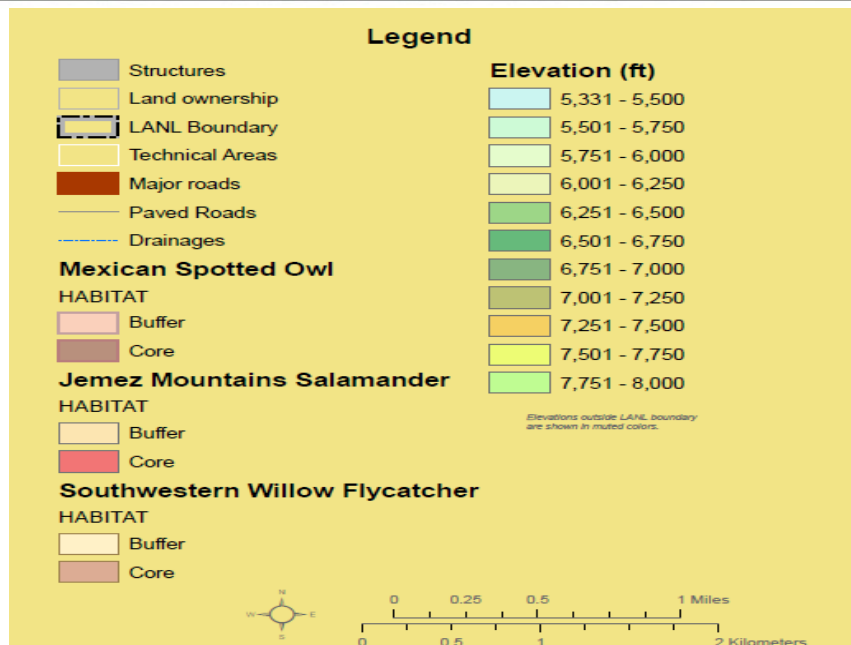 Legend
Structures
Land ownership
LANL Boundary
Technical Areas
Major roads
Paved Roads
Drainages
Mexican Spotted Owl
HABITAT
Buffer
Core
Jemez Mountains Salamander
HABITAT
Buffer
Core
Southwestern Willow Flycatcher
HABITAT
Buffer
Core
Elevation (ft)
5,331 - 5,500
5,501 - 5,750
5,751 - 6,000
6,001 - 6,250
6,251 - 6,500
6,501 - 6,750
6,751 - 7,000
7,001 - 7,250
7,251 - 7,500
7,501 - 7,750
7,751 - 8,000
Elevations outside LANL boundary
are shown in muted colors.
N
W E
S
0 0.25 0.5 1 Miles
0 0.5 1 2 Kilometers